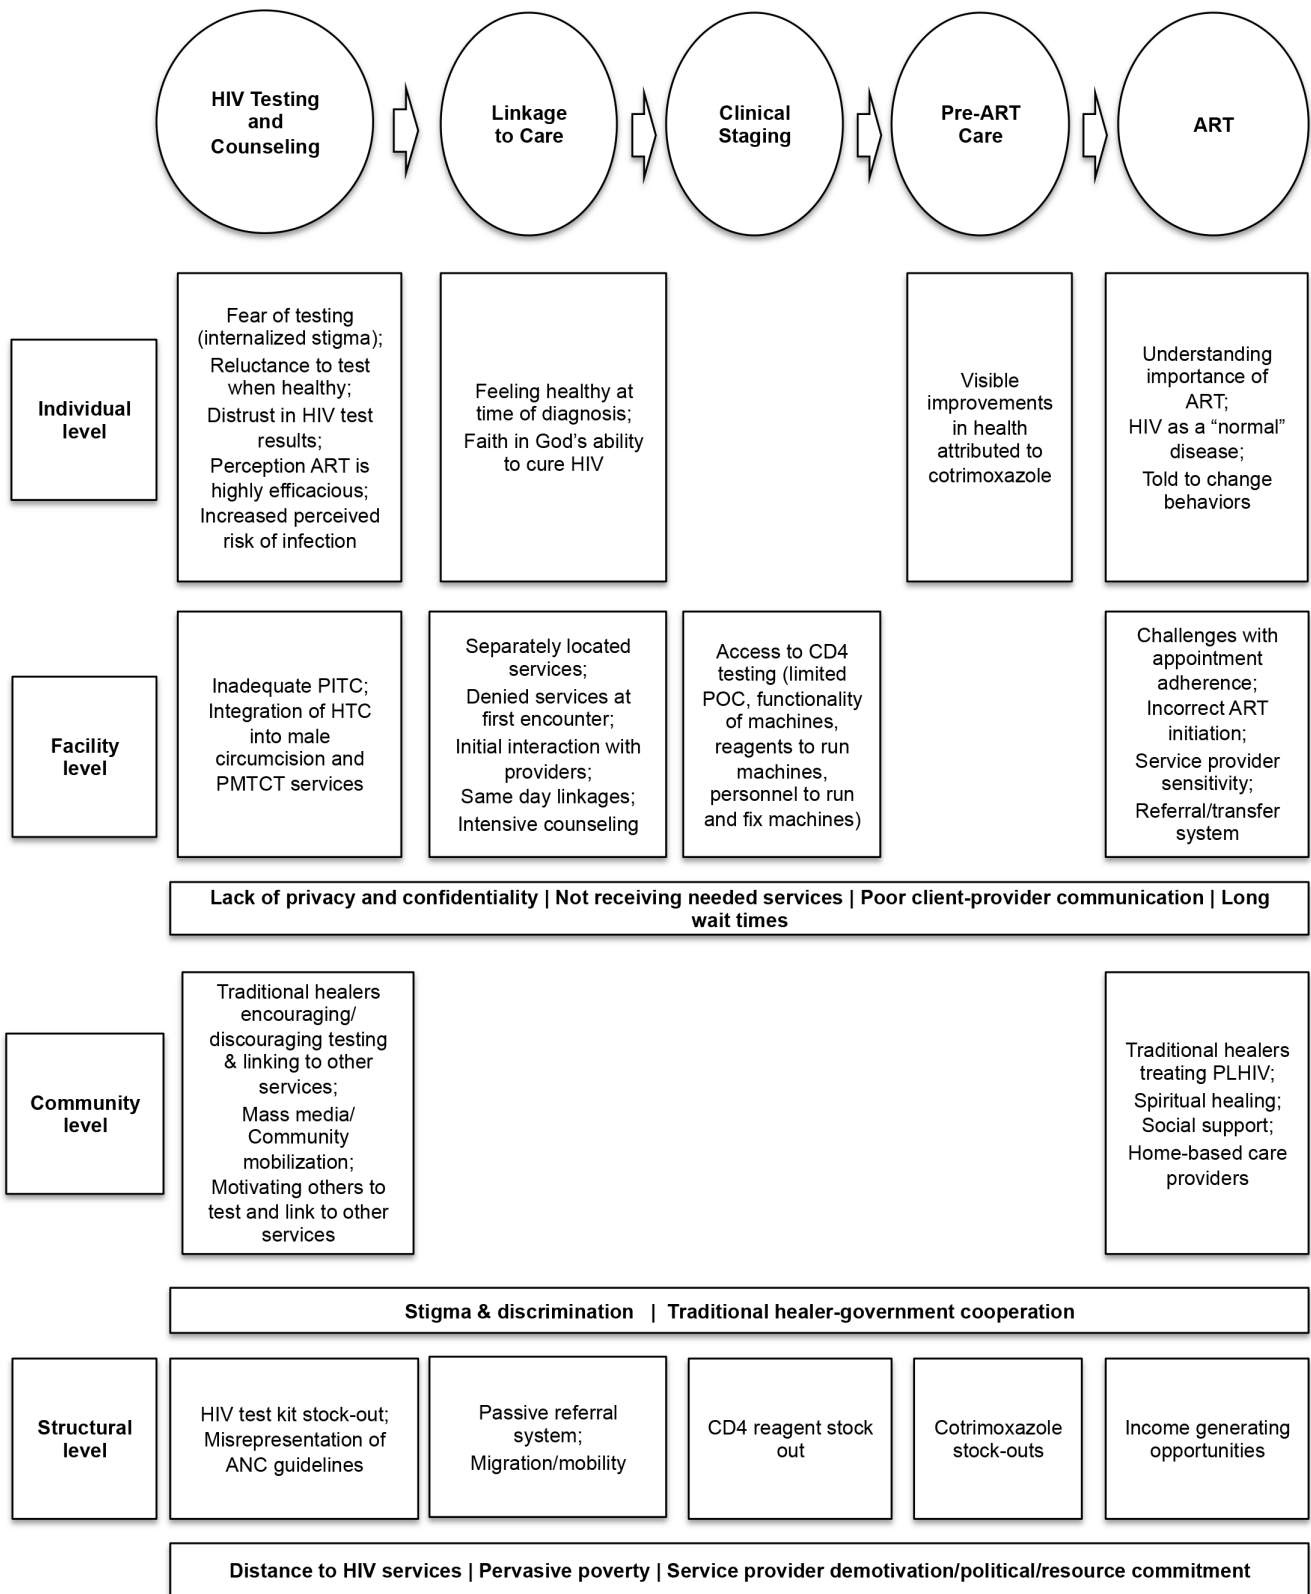 HIV Testing
and
Counseling
Linkage
to Care
Clinical
Staging
Pre-ART
Care
ART
Individual
level
Fear of testing
(internalized stigma);
Reluctance to test
when healthy;
Distrust in HIV test
results;
Perception ART is
highly efficacious;
Increased perceived
risk of infection
Feeling healthy at
time of diagnosis;
Faith in God's ability
to cure HIV
Visible
improvements
in health
attributed to
cotrimoxazole
Understanding
importance of
ART;
HIV as a “normal”
disease;
Told to change
behaviors
Facility
level
Inadequate PITC;
Integration of HTC
into male
circumcision and
PMTCT services
Separately located
services;
Denied services at
first encounter;
Initial interaction with
providers;
Same day linkages;
Intensive counseling
Access to CD4
testing (limited
POC, functionality
of machines,
reagents to run
machines,
personnel to run
and fix machines)
Challenges with
appointment
adherence;
Incorrect ART
initiation;
Service provider
sensitivity;
Referral/transfer
system
Lack of privacy and confidentiality | Not receiving needed services | Poor client-provider communication | Long
wait times
Community
level
Traditional healers
encouraging/
discouraging testing
& linking to other
services;
Mass media/
Community
mobilization;
Motivating others to
test and link to other
services
Traditional healers
treating PLHIV;
Spiritual healing;
Social support;
Home-based care
providers
Stigma & discrimination | Traditional healer-government cooperation
Structural
level
HIV test kit stock-out;
Misrepresentation of
ANC guidelines
Passive referral
system;
Migration/mobility
CD4 reagent stock
out
Cotrimoxazole
stock-outs
Income generating
opportunities
Distance to HIV services | Pervasive poverty | Service provider demotivation/political/resource commitment